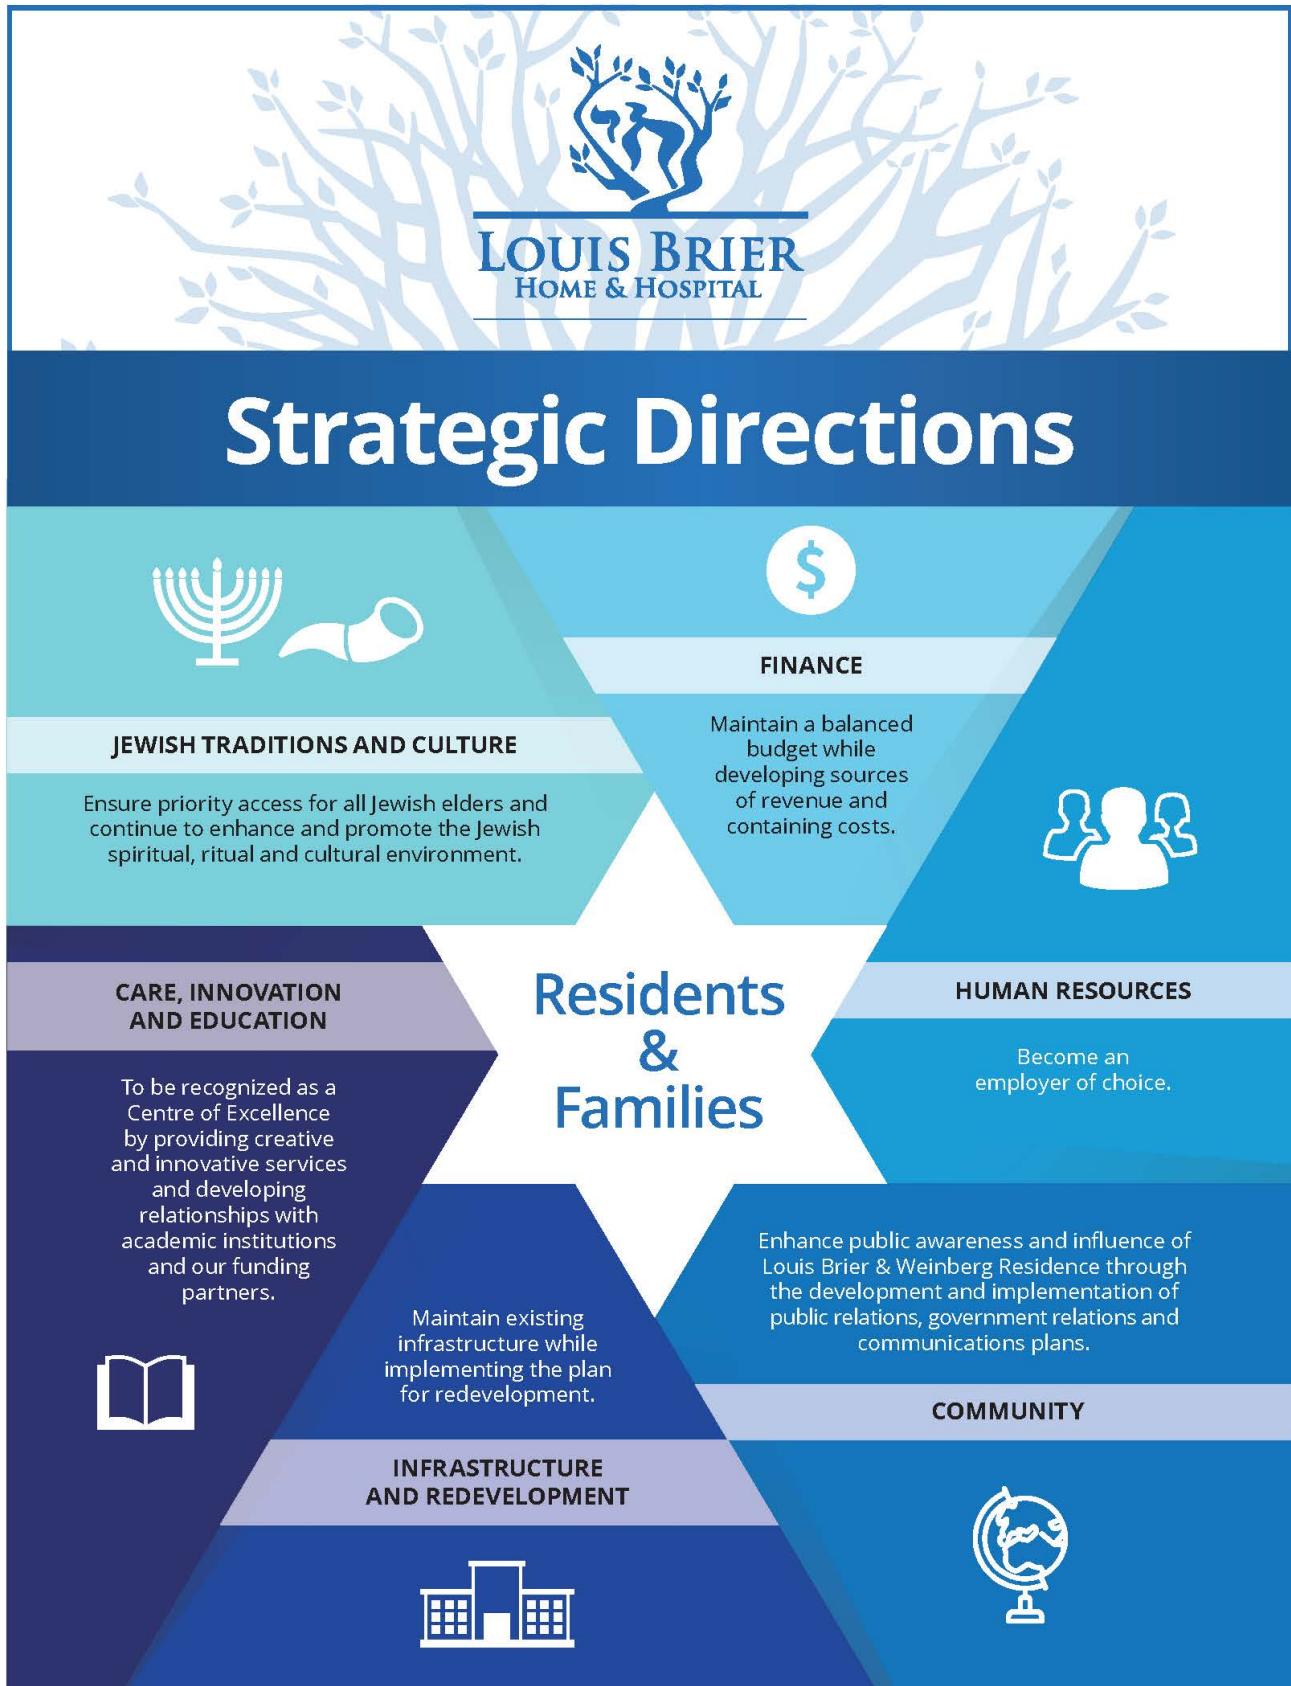 חי
LOUIS BRIER
HOME & HOSPITAL
Strategic Directions
JEWISH TRADITIONS AND CULTURE
Ensure priority access for all Jewish elders and
continue to enhance and promote the Jewish
spiritual, ritual and cultural environment.
$
FINANCE
Maintain a balanced
budget while
developing sources
of revenue and
containing costs.
HUMAN RESOURCES
Become an
employer of choice.
Residents
&
Families
CARE, INNOVATION
AND EDUCATION
To be recognized as a
Centre of Excellence
by providing creative
and innovative services
and developing
relationships with
academic institutions
and our funding
partners.
Maintain existing
infrastructure while
implementing the plan
for redevelopment.
INFRASTRUCTURE
AND REDEVELOPMENT
Enhance public awareness and influence of
Louis Brier & Weinberg Residence through
the development and implementation of
public relations, government relations and
communications plans.
COMMUNITY